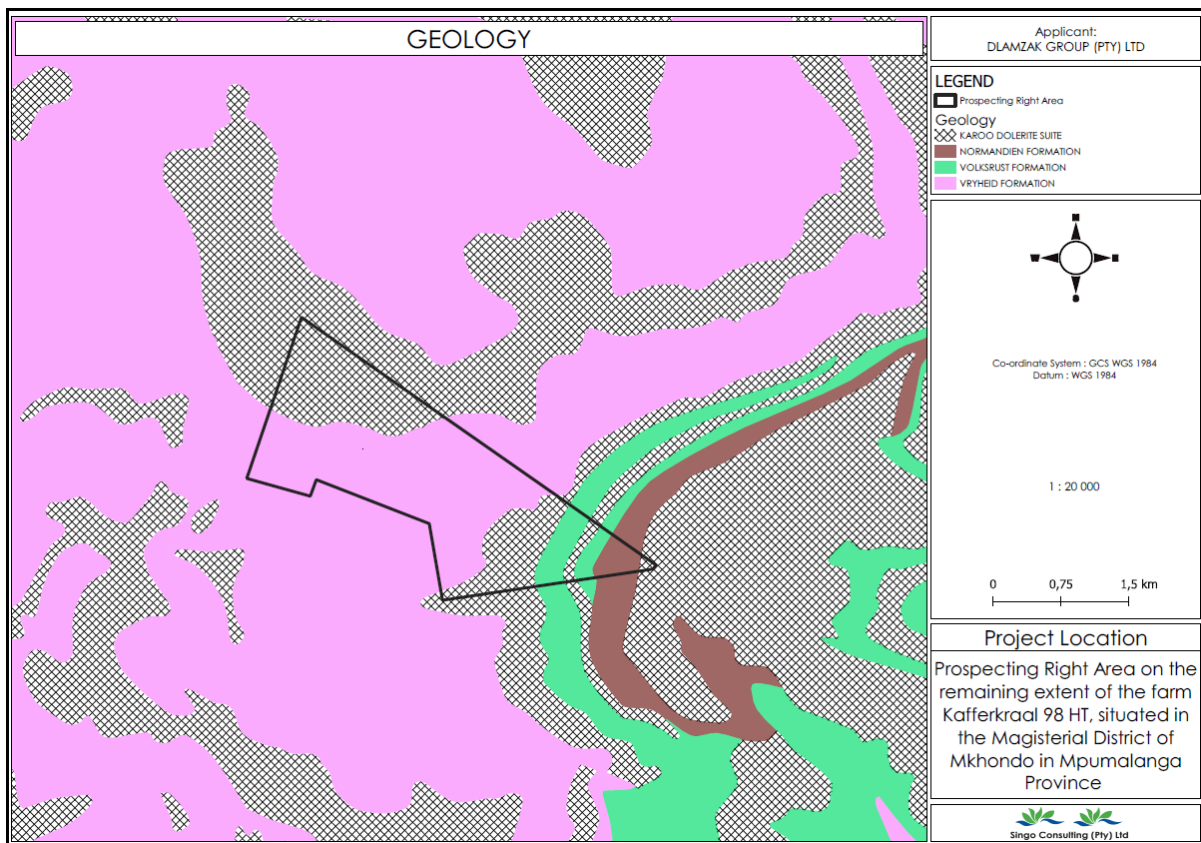 GEOLOGY
Applicant:
DLAMZAK GROUP (PTY) LTD
LEGEND
Prospecting Right Area
Geology
KAROO DOLERITE SUITE
NORMANDIEN FORMATION
VOLKSRUST FORMATION
VRYHEID FORMATION
Co-ordinate System : GCS WGS 1984
Datum : WGS 1984
1 : 20 000
0 0,75 1,5 km
Project Location
Prospecting Right Area on the
remaining extent of the farm
Kafferkraal 98 HT, situated in
the Magisterial District of
Mkhondo in Mpumalanga
Province
Singo Consulting (Pty) Ltd